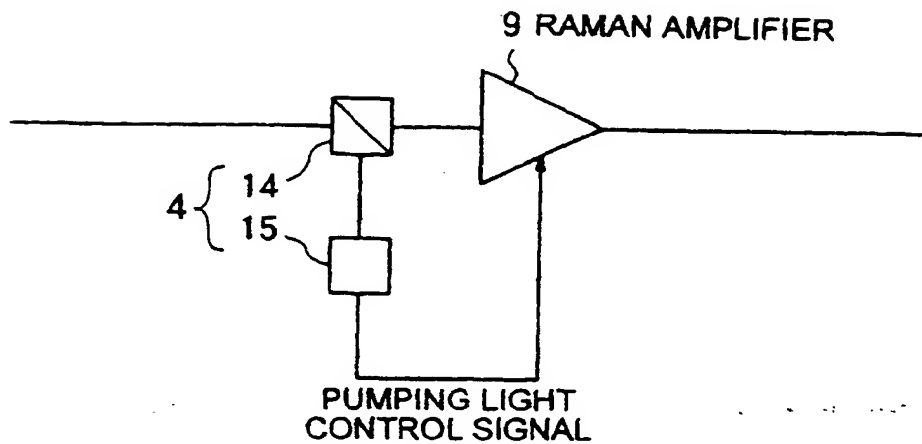 9 RAMAN AMPLIFIER
14
4
15
PUMPING LIGHT
CONTROL SIGNAL